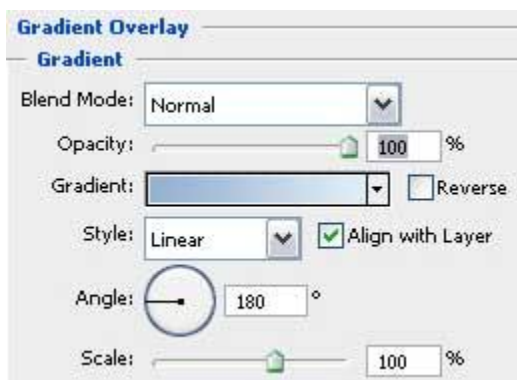 Gradient Overlay
Gradient
Blend Mode: Normal
Opacity: 100 %
Gradient: Reverse
Style: Linear Align with Layer
Angle: 180 °
Scale: 100 %